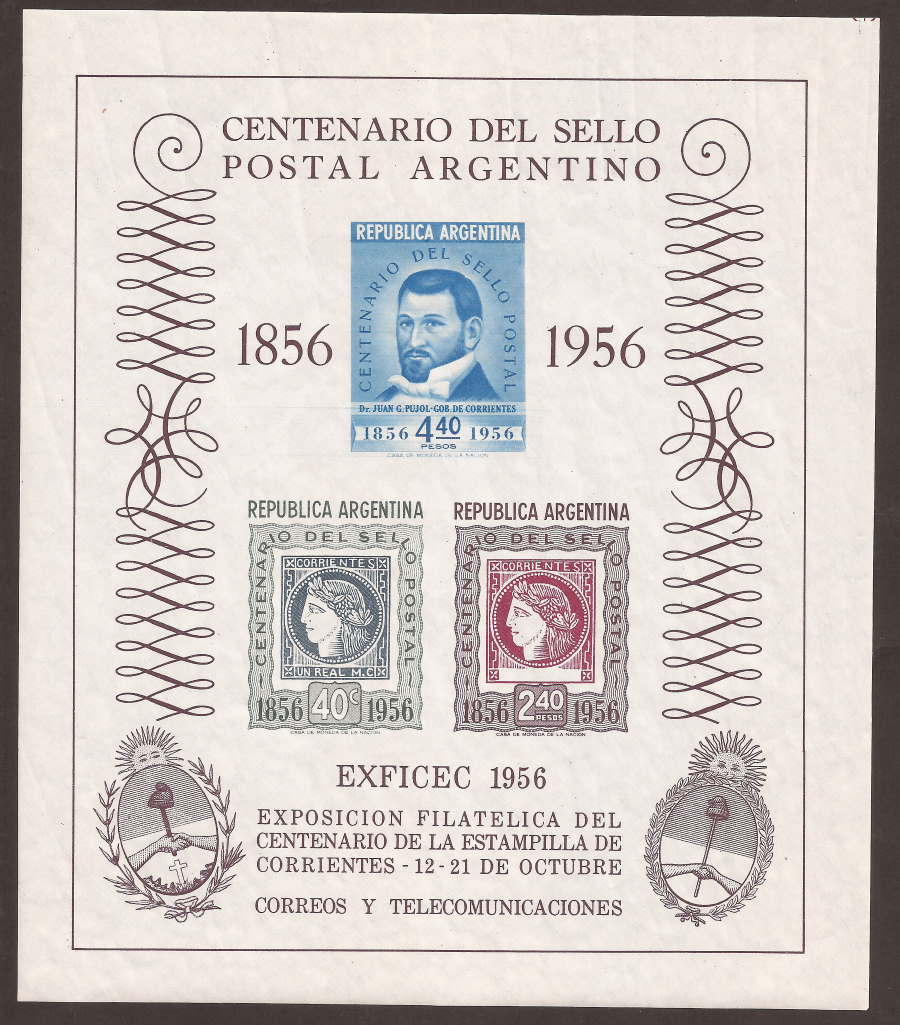 CENTENARIO DEL SELLO
POSTAL ARGENTINO
REPUBLICA ARGENTINA
CENTENARIO DEL SELLO POSTAL
1856
1956
Dr. JUAN G. PUJOL-GOB. DE CORRIENTES
1856 4 40 1956
PESOS
CASA DE MONEDA DE LA NACION
REPUBLICA ARGENTINA
CENTENARIO DEL SELLO POSTAL
CORRIENTES
UN REAL M.C.
1856 40c 1956
CASA DE MONEDA DE LA NACION
REPUBLICA ARGENTINA
CENTENARIO DEL SELLO POSTAL
CORRIENTES
1856 2 40 1956
PESOS
CASA DE MONEDA DE LA NACION
EXFICEC 1956
EXPOSICION FILATELICA DEL
CENTENARIO DE LA ESTAMPILLA DE
CORRIENTES - 12-21 DE OCTUBRE
CORREOS Y TELECOMUNICACIONES